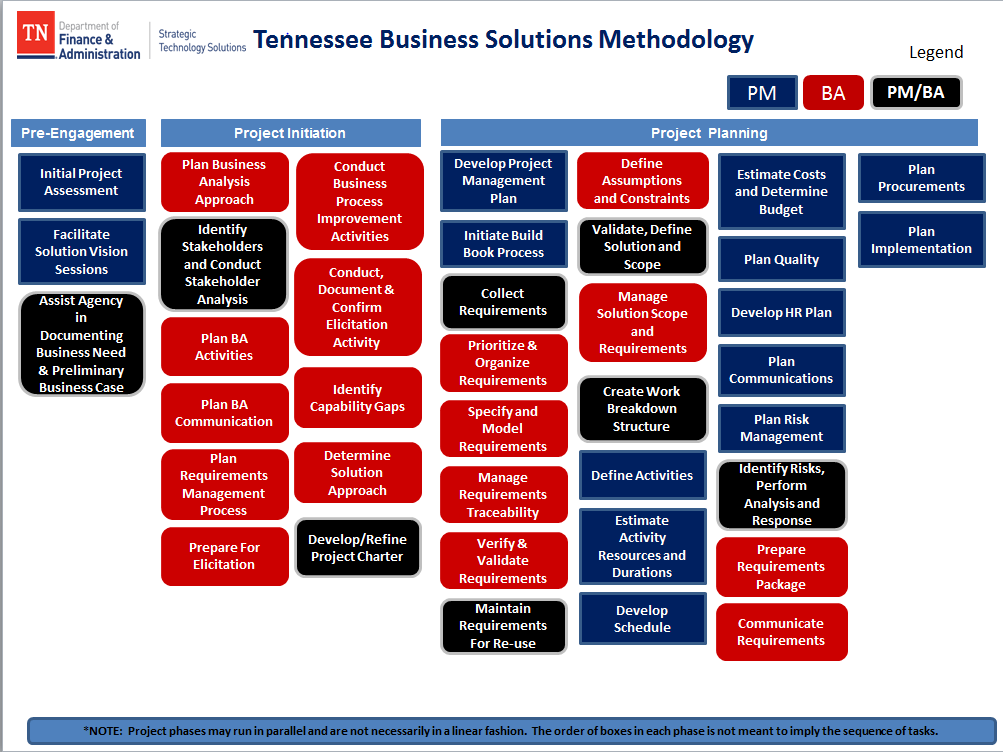 TN
Department of
Finance &
Administration
Strategic
Technology Solutions
Tennessee Business Solutions Methodology
Legend
PM
BA
PM/BA
Pre-Engagement
Initial Project
Assessment
Facilitate
Solution Vision
Sessions
Assist Agency
in
Documenting
Business Need
& Preliminary
Business Case
Project Initiation
Plan Business
Analysis
Approach
Identify
Stakeholders
and Conduct
Stakeholder
Analysis
Plan BA
Activities
Plan BA
Communication
Plan
Requirements
Management
Process
Prepare For
Elicitation
Conduct
Business
Process
Improvement
Activities
Conduct,
Document &
Confirm
Elicitation
Activity
Identify
Capability Gaps
Determine
Solution
Approach
Develop/Refine
Project Charter
Project Planning
Develop Project
Management
Plan
Initiate Build
Book Process
Collect
Requirements
Prioritize &
Organize
Requirements
Specify and
Model
Requirements
Manage
Requirements
Traceability
Verify &
Validate
Requirements
Maintain
Requirements
For Re-use
Define
Assumptions
and Constraints
Validate, Define
Solution and
Scope
Manage
Solution Scope
and
Requirements
Create Work
Breakdown
Structure
Define Activities
Estimate
Activity
Resources and
Durations
Develop
Schedule
Estimate Costs
and Determine
Budget
Plan Quality
Develop HR Plan
Plan
Communications
Plan Risk
Management
Identify Risks,
Perform
Analysis and
Response
Prepare
Requirements
Package
Communicate
Requirements
Plan
Procurements
Plan
Implementation
*NOTE: Project phases may run in parallel and are not necessarily in a linear fashion. The order of boxes in each phase is not meant to imply the sequence of tasks.